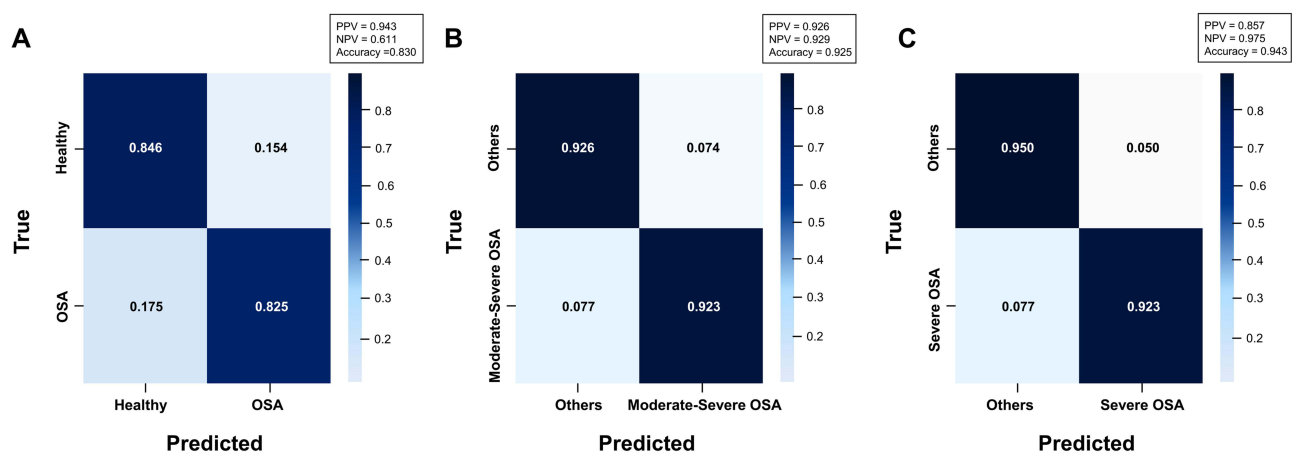 A
PPV = 0.943
NPV = 0.611
Accuracy =0.830
True
Healthy
OSA
0.846
0.154
0.175
0.825
0.8
0.7
0.6
0.5
0.4
0.3
0.2
Healthy
OSA
Predicted
B
PPV = 0.926
NPV = 0.929
Accuracy = 0.925
True
Others
Moderate-Severe OSA
0.926
0.074
0.077
0.923
0.8
0.7
0.6
0.5
0.4
0.3
0.2
Others
Moderate-Severe OSA
Predicted
C
PPV = 0.857
NPV = 0.975
Accuracy = 0.943
True
Others
Severe OSA
0.950
0.050
0.077
0.923
0.8
0.7
0.6
0.5
0.4
0.3
0.2
Others
Severe OSA
Predicted